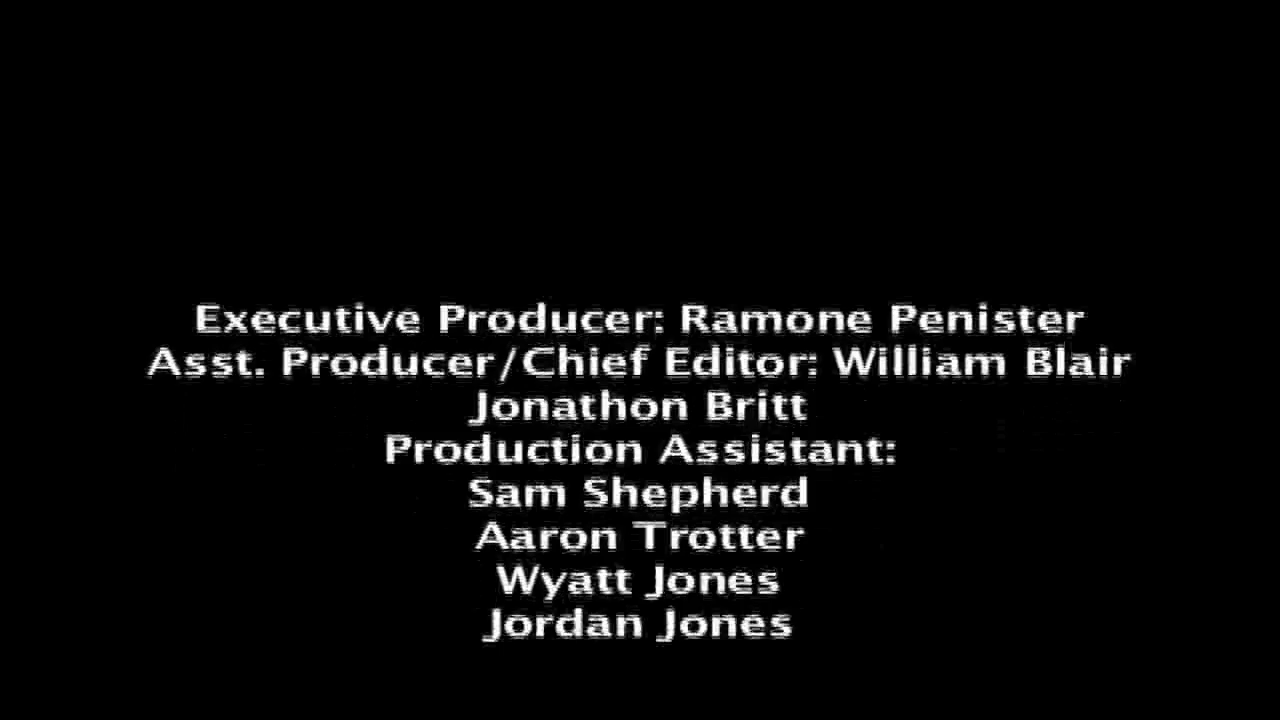 Executive Producer: Ramone Penister
Asst. Producer/Chief Editor: William Blair
Jonathon Britt
Production Assistant:
Sam Shepherd
Aaron Trotter
Wyatt Jones
Jordan Jones